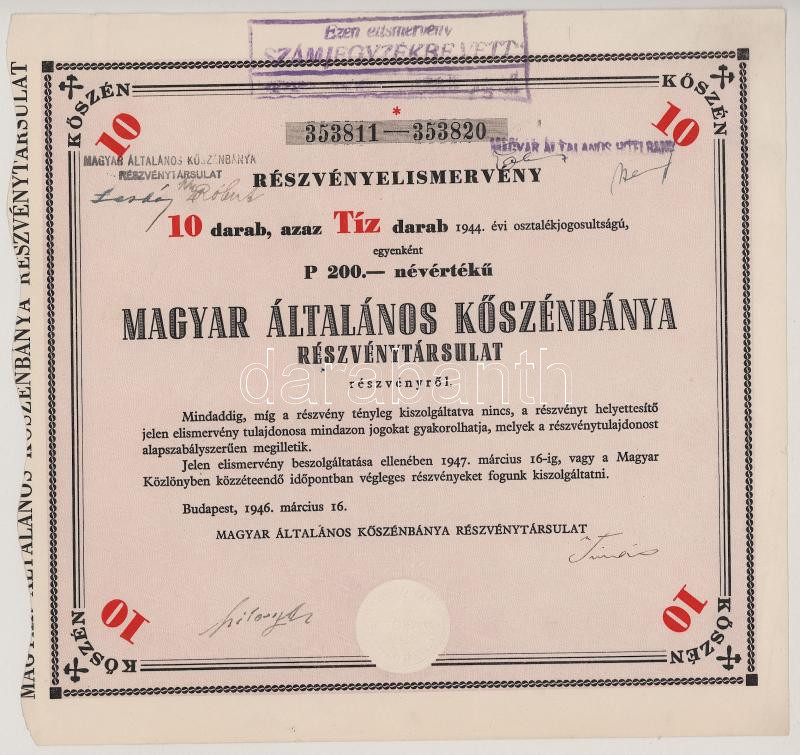 Ezen elismervény
SZÁMJEGYZÉKBE VÉTETT
KŐSZÉN
KŐSZÉN
10
10
*
353811—353820
MAGYAR ÁLTALÁNOS KŐSZÉNBÁNYA
RÉSZVÉNYTÁRSULAT
MAGYAR ÁLTALÁNOS HITELBANK
Róbert
RÉSZVÉNYELISMERVÉNY
10 darab, azaz Tíz darab 1944. évi osztalékjogosultságú,
egyenként
P 200.— névértékű
MAGYAR ÁLTALÁNOS KŐSZÉNBÁNYA
RÉSZVÉNYTÁRSULAT
részvényről.
darabanth
Mindaddig, míg a részvény tényleg kiszolgáltatva nincs, a részvényt helyettesítő
jelen elismervény tulajdonosa mindazon jogokat gyakorolhatja, melyek a részvénytulajdonost
alapszabályszerűen megilletik.
Jelen elismervény beszolgáltatása ellenében 1947. március 16-ig, vagy a Magyar
Közlönyben közzéteendő időpontban végleges részvényeket fogunk kiszolgáltatni.
Budapest, 1946. március 16.
MAGYAR ÁLTALÁNOS KŐSZÉNBÁNYA RÉSZVÉNYTÁRSULAT
10
10
KŐSZÉN
KŐSZÉN
MAGYAR ÁLTALÁNOS KŐSZÉNBÁNYA RÉSZVÉNYTÁRSULAT